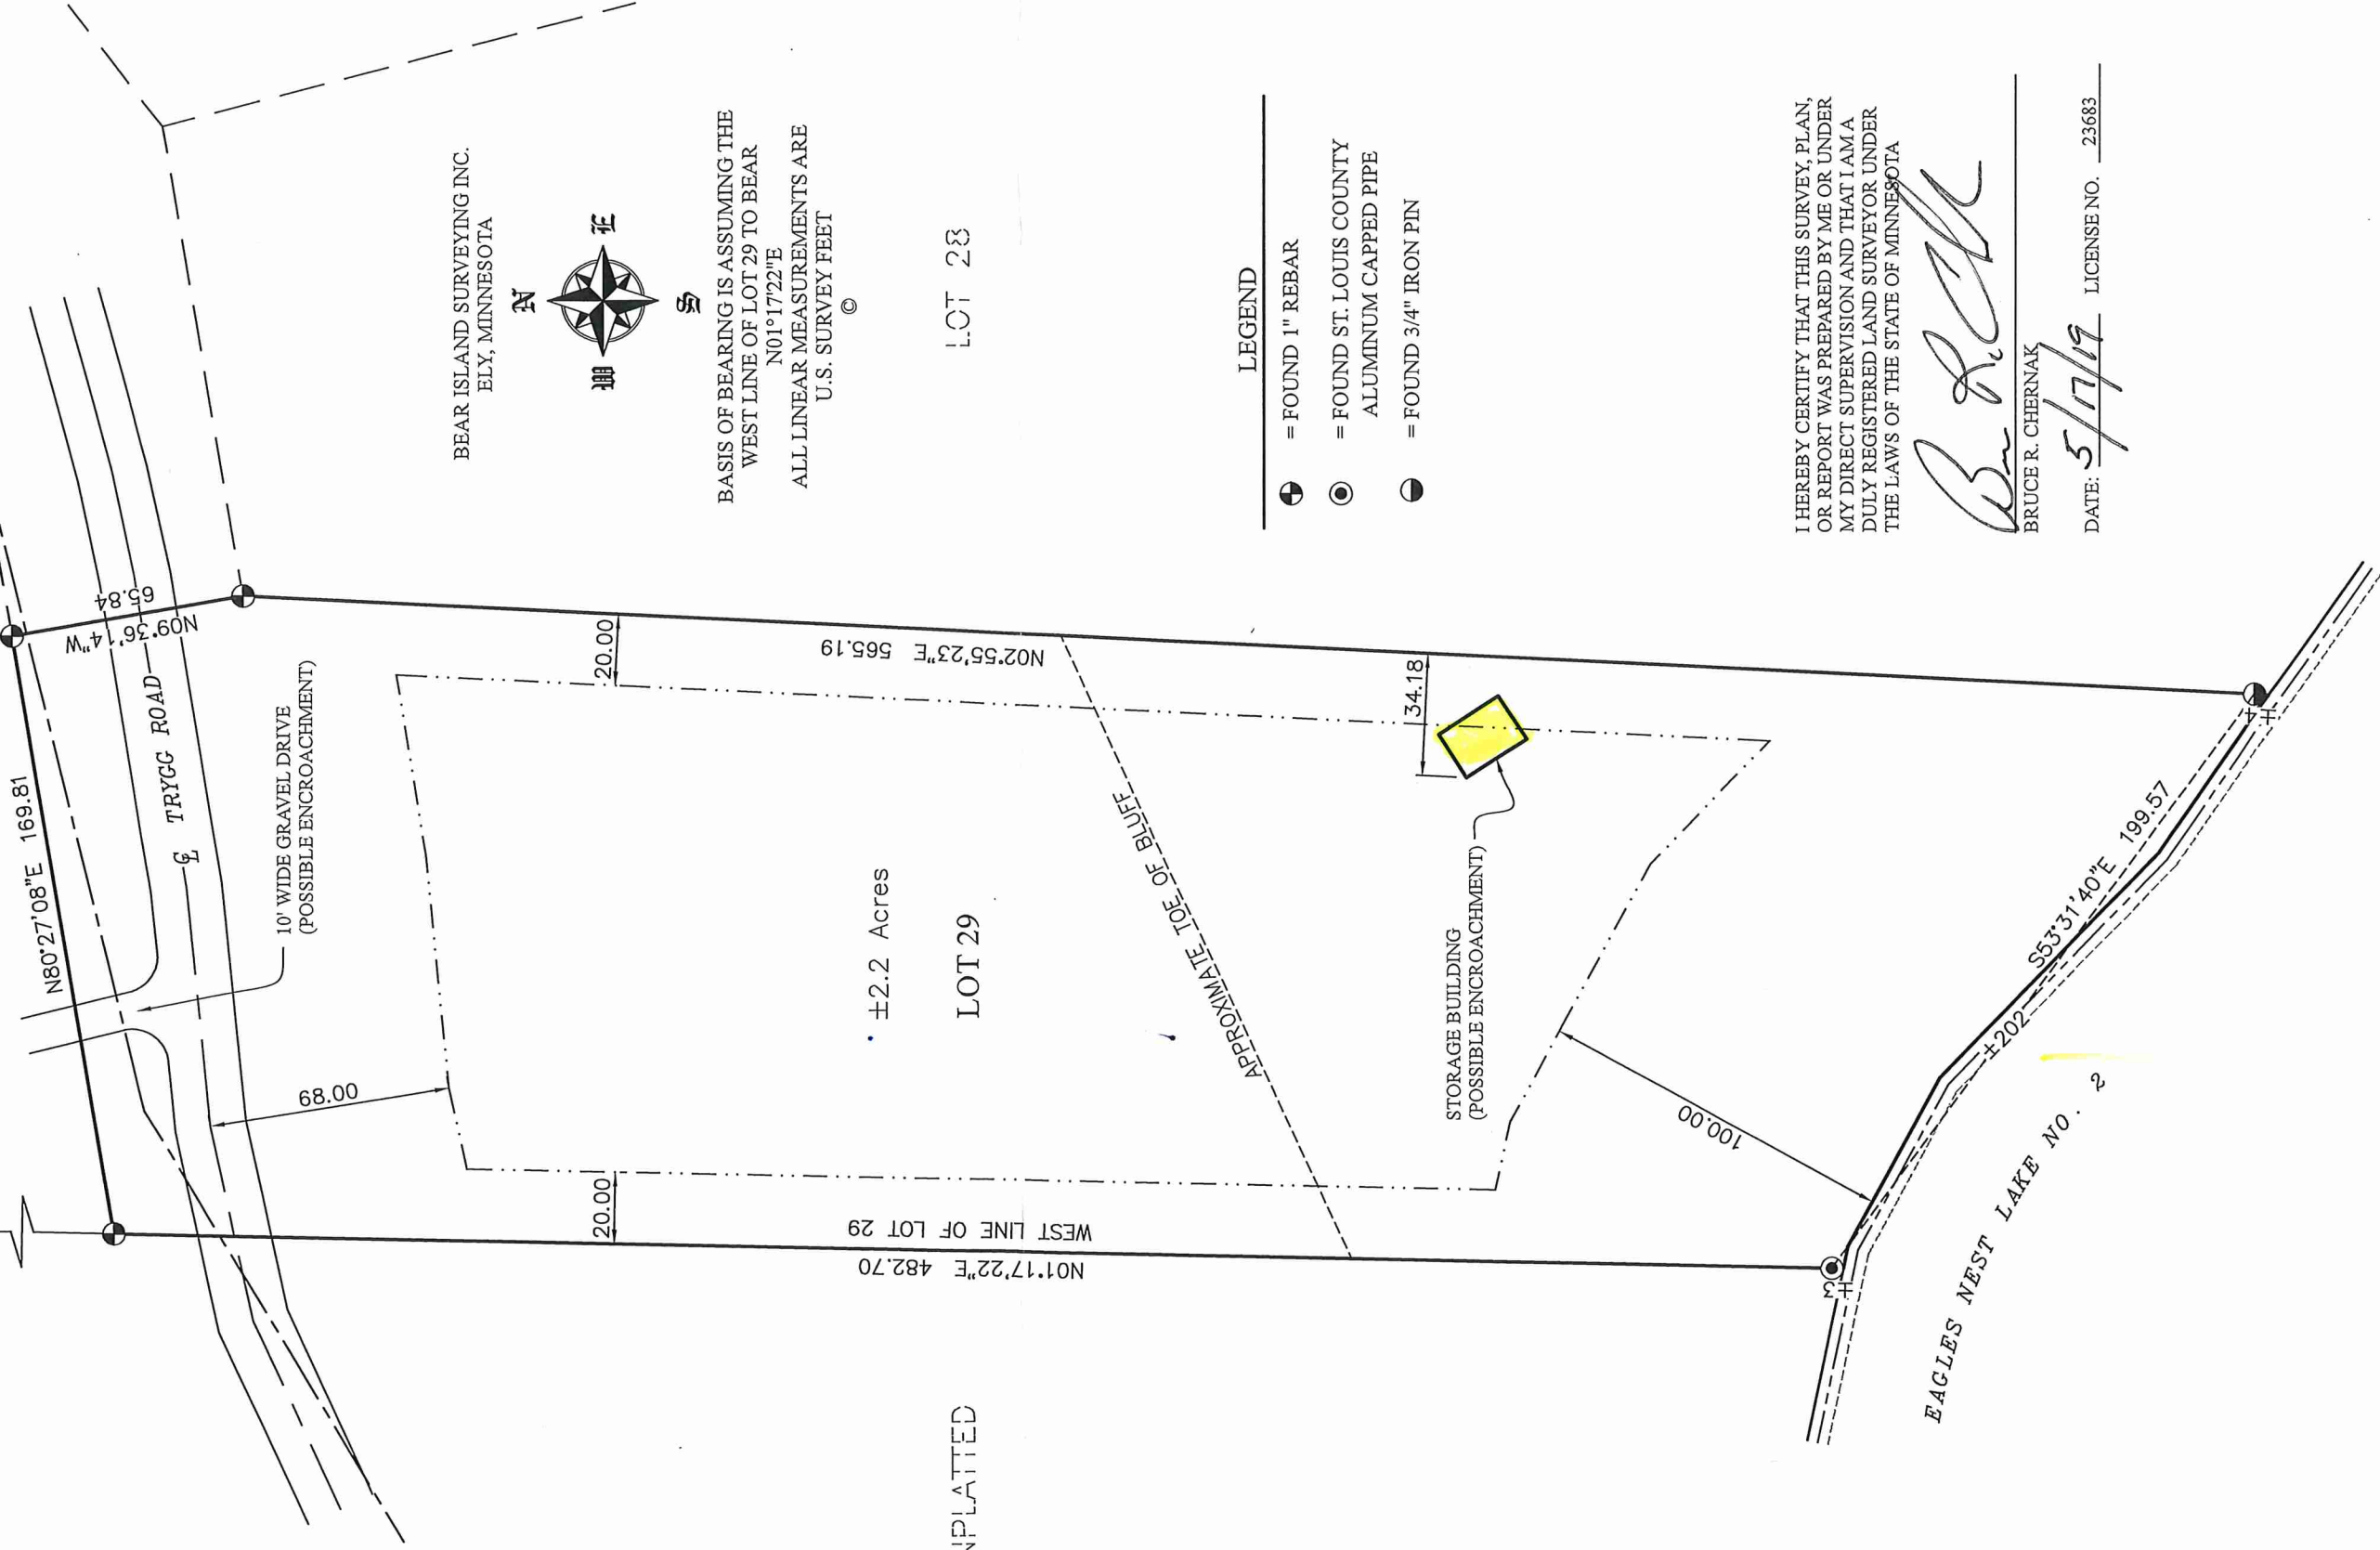 N80°27'08"E 169.81
65.84
N09°36'14"W
TRYGG ROAD
10' WIDE GRAVEL DRIVE
(POSSIBLE ENCROACHMENT)
68.00
BEAR ISLAND SURVEYING INC.
ELY, MINNESOTA
N
W
E
S
BASIS OF BEARING IS ASSUMING THE
WEST LINE OF LOT 29 TO BEAR
N01°17'22"E
ALL LINEAR MEASUREMENTS ARE
U.S. SURVEY FEET
©
20.00
20.00
N02°55'23"E 565.19
WEST LINE OF LOT 29
N01°17'22"E 482.70
±2.2 Acres
LOT 29
LOT 28
NPLATTED
APPROXIMATE TOE OF BLUFF
LEGEND
= FOUND 1" REBAR
= FOUND ST. LOUIS COUNTY
ALUMINUM CAPPED PIPE
= FOUND 3/4" IRON PIN
34.18
STORAGE BUILDING
(POSSIBLE ENCROACHMENT)
100.00
S53°31'40"E 199.57
±202
±3
±4
EAGLES NEST LAKE NO. 2
I HEREBY CERTIFY THAT THIS SURVEY, PLAN,
OR REPORT WAS PREPARED BY ME OR UNDER
MY DIRECT SUPERVISION AND THAT I AM A
DULY REGISTERED LAND SURVEYOR UNDER
THE LAWS OF THE STATE OF MINNESOTA
BRUCE R. CHERNAK
DATE: 5/17/19 LICENSE NO. 23683